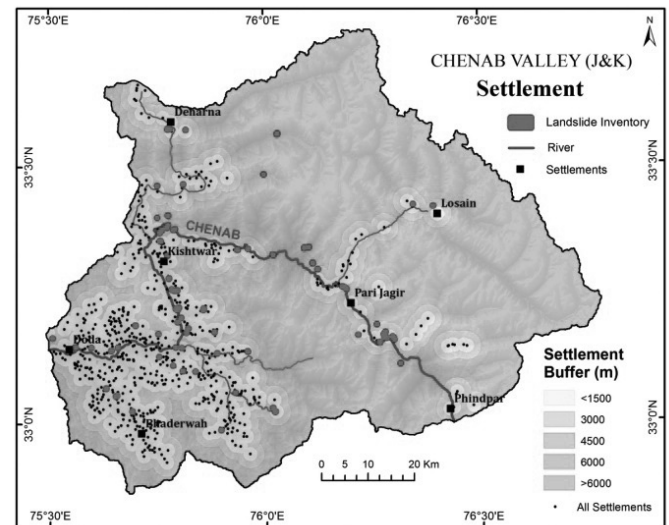 75°30'E 76°0'E 76°30'E
N
CHENAB VALLEY (J&K)
Settlement
Landslide Inventory
River
Settlements
Deharna
33°30'N
33°30'N
Losain
CHENAB
Kishtwar
Pari Jagir
Doda
Phindpar
Bhaderwah
33°0'N
33°0'N
Settlement
Buffer (m)
<1500
3000
4500
6000
>6000
All Settlements
0 5 10 20 Km
75°30'E 76°0'E 76°30'E